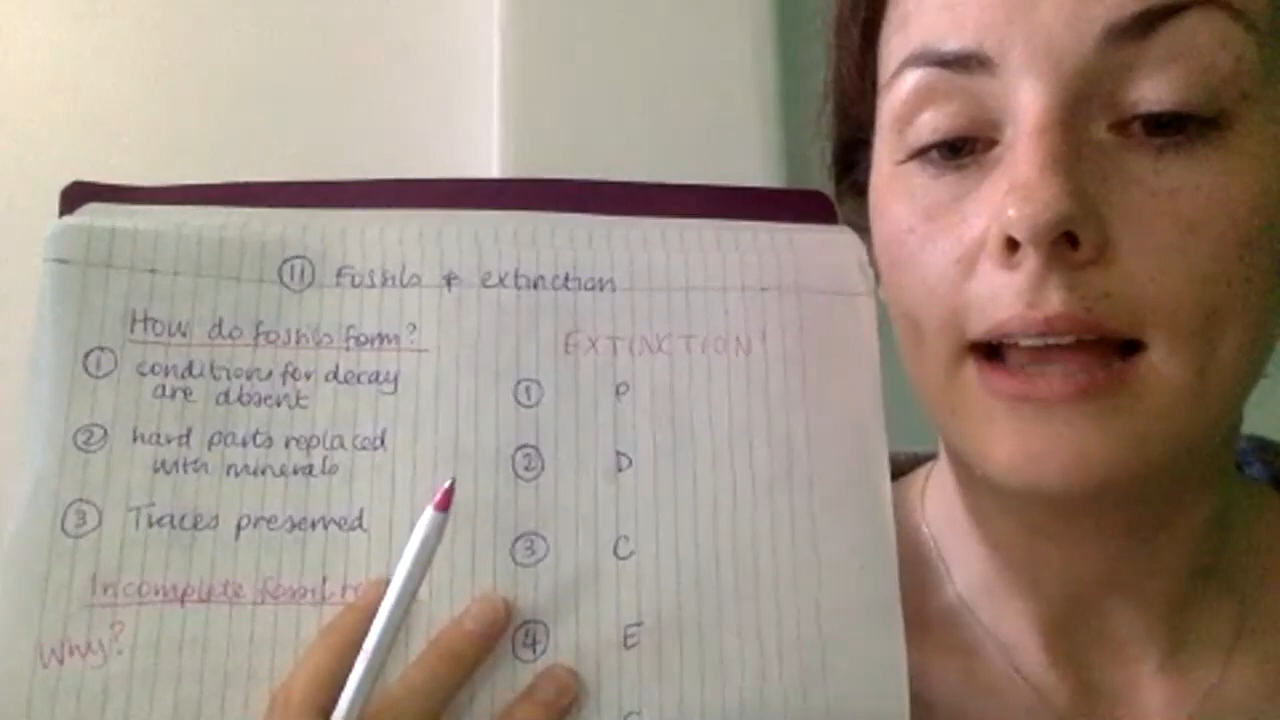 11 Fossils & extinction
How do fossils form?
1 conditions for decay
are absent
2 hard parts replaced
with minerals
3 Traces preserved
Incomplete fossil
Why?
EXTINCTION
1 P
2 D
3 C
4 E